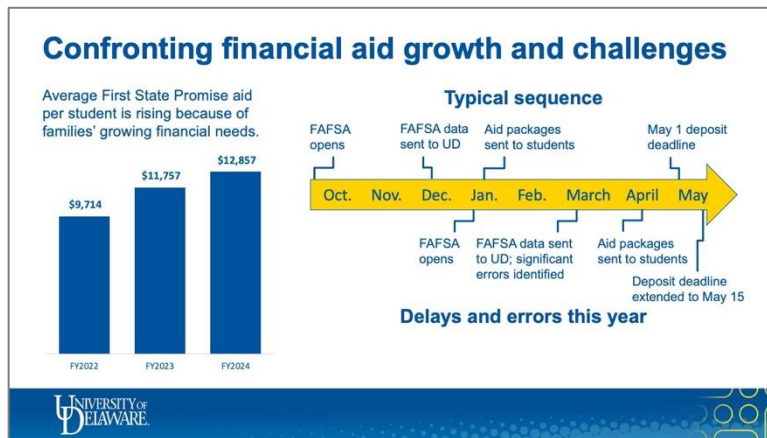 Confronting financial aid growth and challenges
Average First State Promise aid
per student is rising because of
families' growing financial needs.
$9,714
$11,757
$12,857
FY2022
FY2023
FY2024
Typical sequence
FAFSA
opens
FAFSA data
sent to UD
Aid packages
sent to students
May 1 deposit
deadline
Oct. Nov. Dec. Jan. Feb. March April May
FAFSA
opens
FAFSA data sent
to UD; significant
errors identified
Aid packages
sent to students
Deposit deadline
extended to May 15
Delays and errors this year
UNIVERSITY OF
DELAWARE.